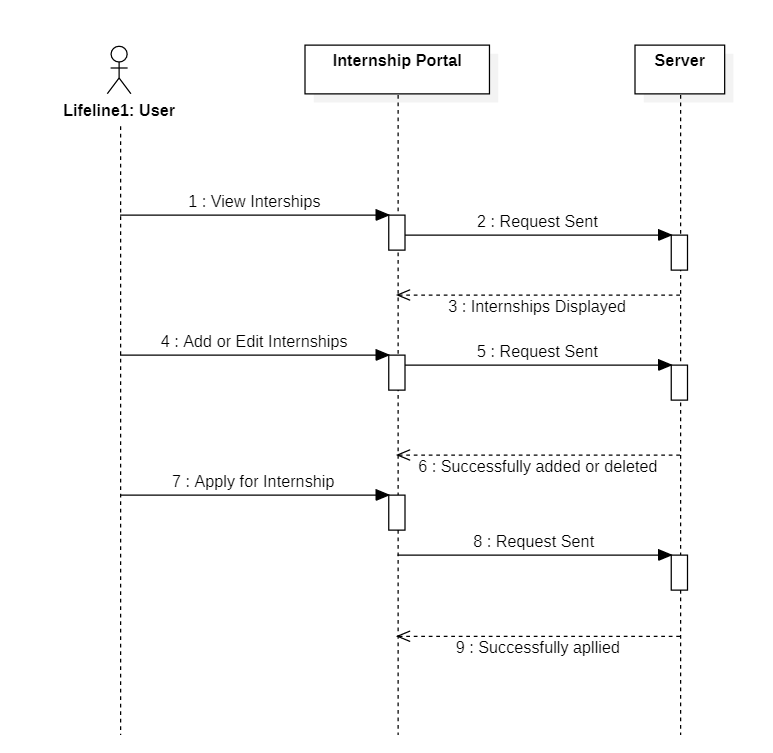 Internship Portal
Server
Lifeline1: User
1 : View Interships
2 : Request Sent
3 : Internships Displayed
4 : Add or Edit Internships
5 : Request Sent
6 : Successfully added or deleted
7 : Apply for Internship
8 : Request Sent
9 : Successfully apllied